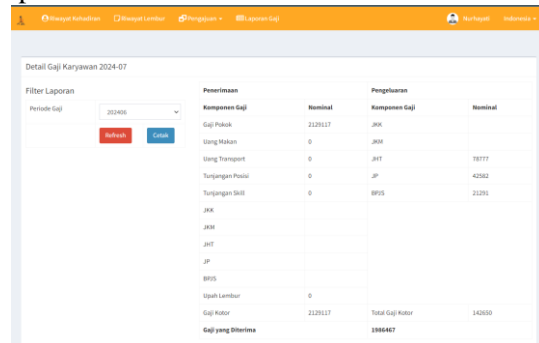 Riwayat Kehadiran Riwayat Lembur Pengajuan Laporan Gaji Nurhayati Indonesia
Detail Gaji Karyawan 2024-07
Filter Laporan
Periode Gaji 202406
Refresh Cetak
Penerimaan Pengeluaran
Komponen Gaji Nominal Komponen Gaji Nominal
Gaji Pokok 2129117 JKK
Uang Makan 0 JKM
Uang Transport 0 JHT 78777
Tunjangan Posisi 0 JP 42582
Tunjangan Skill 0 BPJS 21291
JKK
JKM
JHT
JP
BPJS
Upah Lembur 0
Gaji Kotor 2129117 Total Gaji Kotor 142650
Gaji yang Diterima 1986467